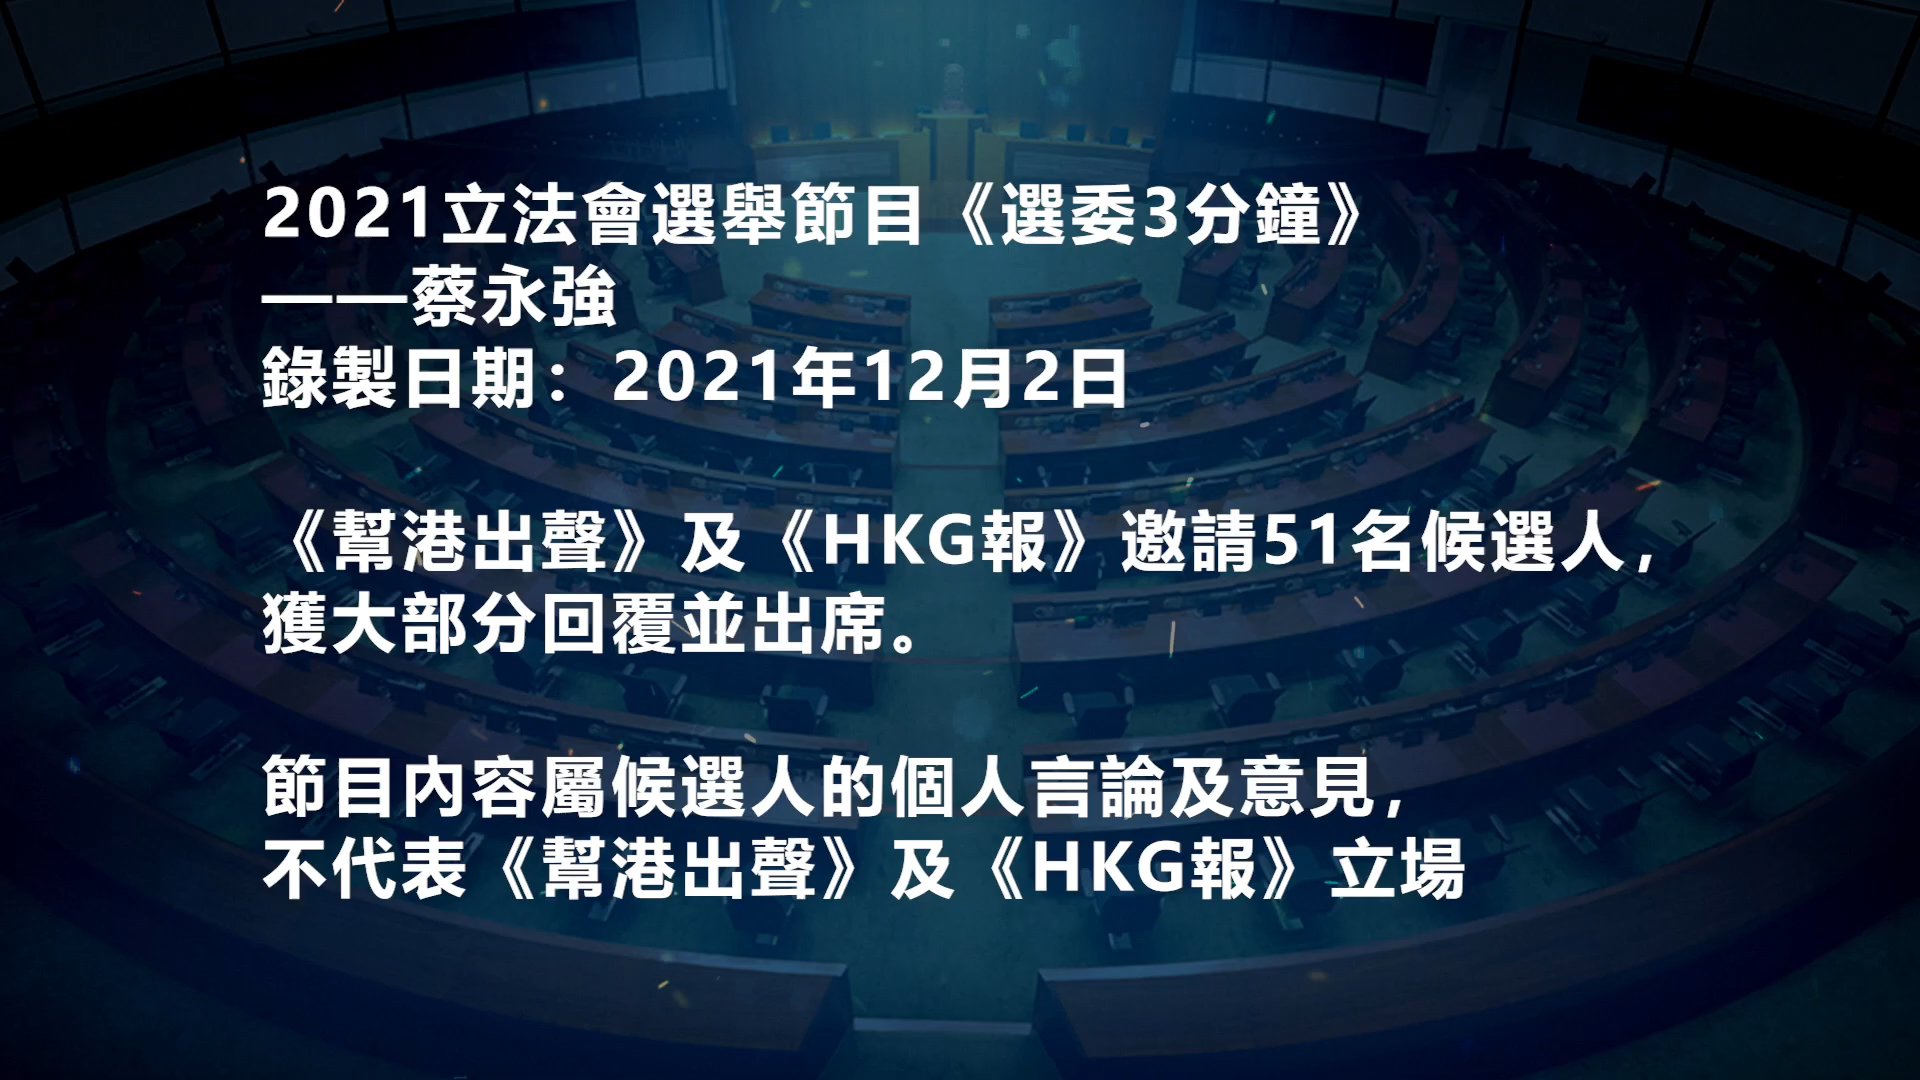 2021立法會選舉節目《選委3分鐘》
——蔡永強
錄製日期：2021年12月2日
《幫港出聲》及《HKG報》邀請51名候選人，
獲大部分回覆並出席。
節目內容屬候選人的個人言論及意見，
不代表《幫港出聲》及《HKG報》立場